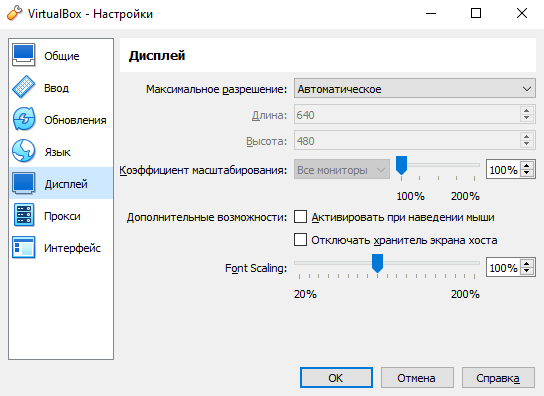 VirtualBox - Настройки
Общие
Ввод
Обновления
Язык
Дисплей
Прокси
Интерфейс
Дисплей
Максимальное разрешение: Автоматическое
Длина: 640
Высота: 480
Коэффициент масштабирования: Все мониторы 100%
100% 200%
Дополнительные возможности: Активировать при наведении мыши
Отключать хранитель экрана хоста
Font Scaling: 100%
20% 200%
OK Отмена Справка